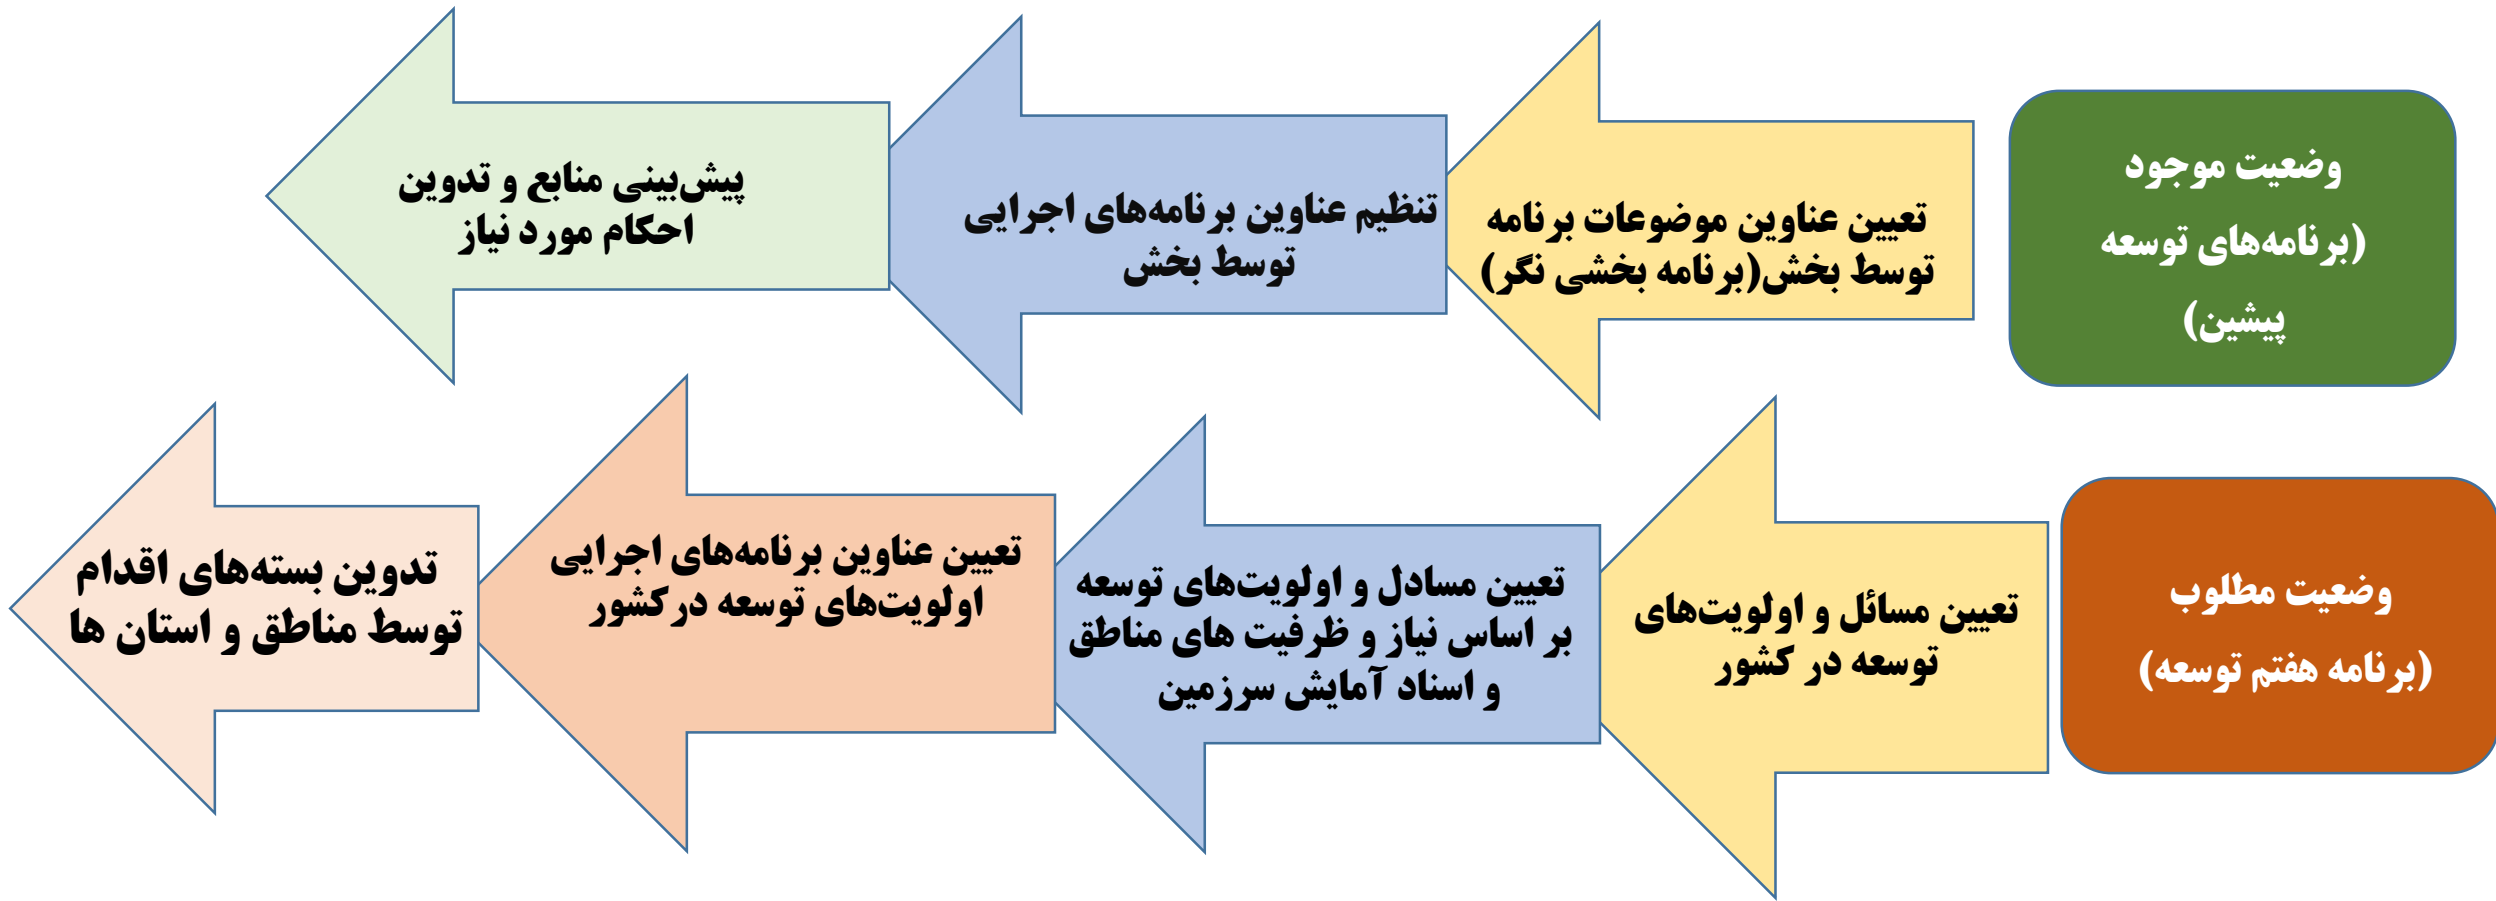 وضعیت موجود
(برنامه‌های توسعه
پیشین)
تعیین عناوین موضوعات برنامه
توسط بخش(برنامه بخشی نگر)
تنظیم عناوین برنامه‌های اجرایی
توسط بخش
پیش‌بینی منابع و تدوین
احکام مورد نیاز
وضعیت مطلوب
(برنامه هفتم توسعه)
تعیین مسائل و اولویت‌های
توسعه در کشور
تعیین مسادل و اولویت‌های توسعه
بر اساس نیاز و ظرفیت های مناطق
و اسناد آمایش سرزمین
تعیین عناوین برنامه‌های اجرایی
اولویت‌های توسعه در کشور
تدوین بسته‌های اقدام
توسط مناطق و استان ها